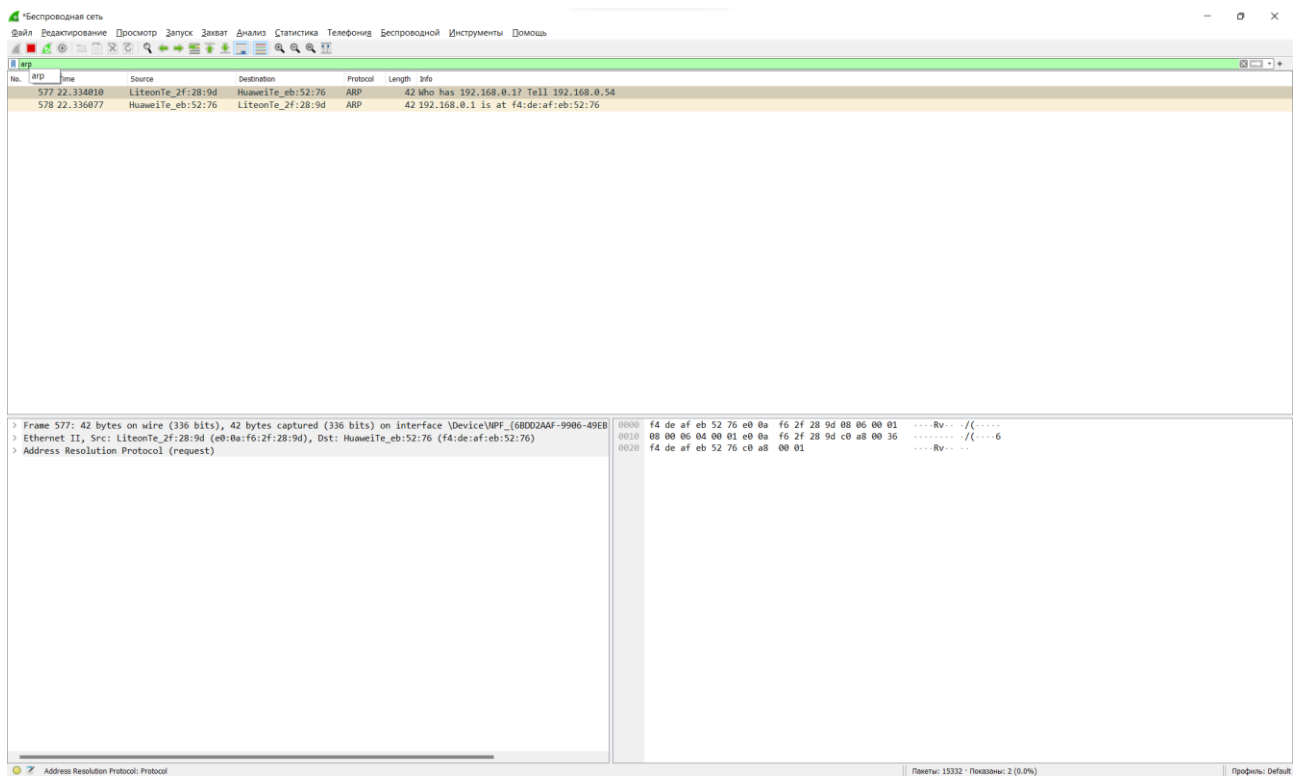 *Беспроводная сеть
Файл Редактирование Просмотр Запуск Захват Анализ Статистика Телефония Беспроводной Инструменты Помощь
arp
No. arp Time Source Destination Protocol Length Info
577 22.334010 LiteonTe_2f:28:9d HuaweiTe_eb:52:76 ARP 42 Who has 192.168.0.1? Tell 192.168.0.54
578 22.336077 HuaweiTe_eb:52:76 LiteonTe_2f:28:9d ARP 42 192.168.0.1 is at f4:de:af:eb:52:76
> Frame 577: 42 bytes on wire (336 bits), 42 bytes captured (336 bits) on interface \Device\NPF_{6BDD2AAF-9906-49EB
> Ethernet II, Src: LiteonTe_2f:28:9d (e0:0a:f6:2f:28:9d), Dst: HuaweiTe_eb:52:76 (f4:de:af:eb:52:76)
> Address Resolution Protocol (request)
0000 f4 de af eb 52 76 e0 0a f6 2f 28 9d 08 06 00 01 ····Rv·· ·/(·····
0010 08 00 06 04 00 01 e0 0a f6 2f 28 9d c0 a8 00 36 ········ ·/(····6
0020 f4 de af eb 52 76 c0 a8 00 01 ····Rv·· ··
Address Resolution Protocol: Protocol
Пакеты: 15332 · Показаны: 2 (0.0%)
Профиль: Default